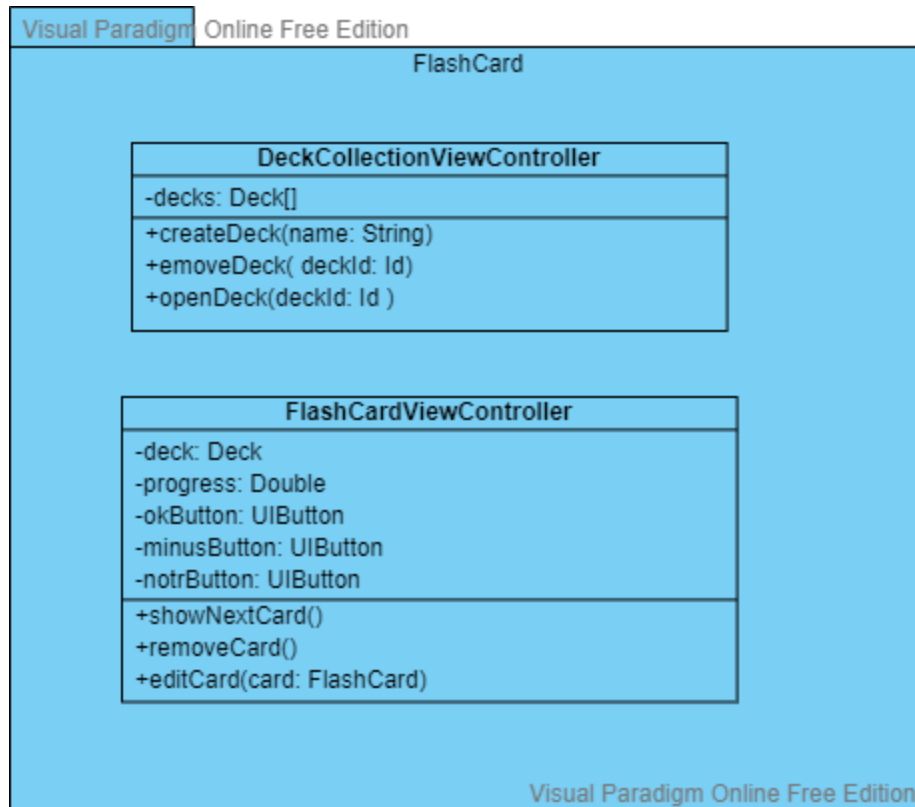 Visual Paradigm Online Free Edition
FlashCard
DeckCollectionViewController
-decks: Deck[]
+createDeck(name: String)
+emoveDeck( deckId: Id)
+openDeck(deckId: Id )
FlashCardViewController
-deck: Deck
-progress: Double
-okButton: UIButton
-minusButton: UIButton
-notrButton: UIButton
+showNextCard()
+removeCard()
+editCard(card: FlashCard)
Visual Paradigm Online Free Edition